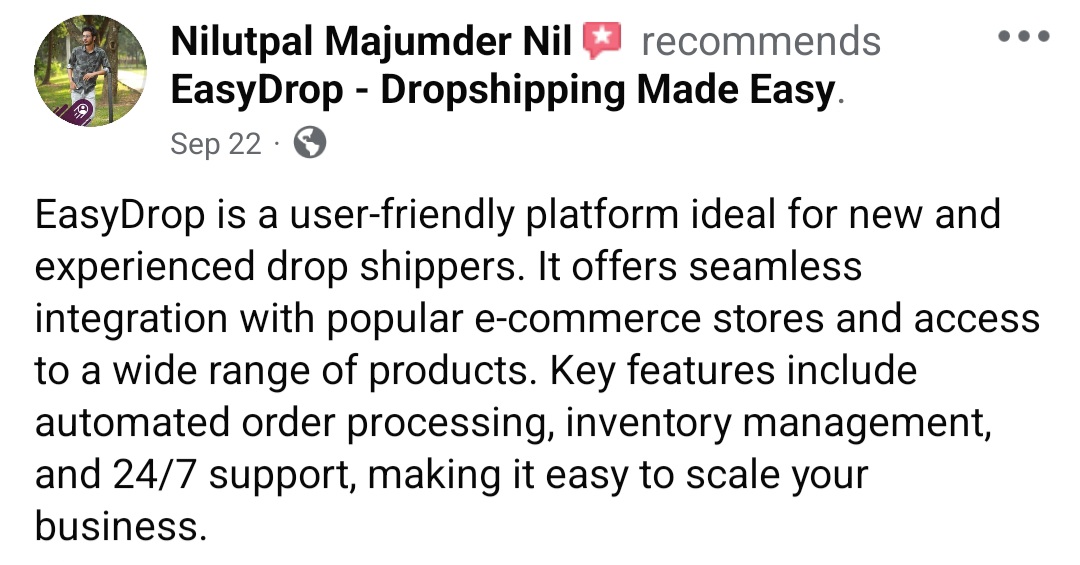 Nilutpal Majumder Nil recommends
EasyDrop - Dropshipping Made Easy.
Sep 22 ·
EasyDrop is a user-friendly platform ideal for new and
experienced drop shippers. It offers seamless
integration with popular e-commerce stores and access
to a wide range of products. Key features include
automated order processing, inventory management,
and 24/7 support, making it easy to scale your
business.